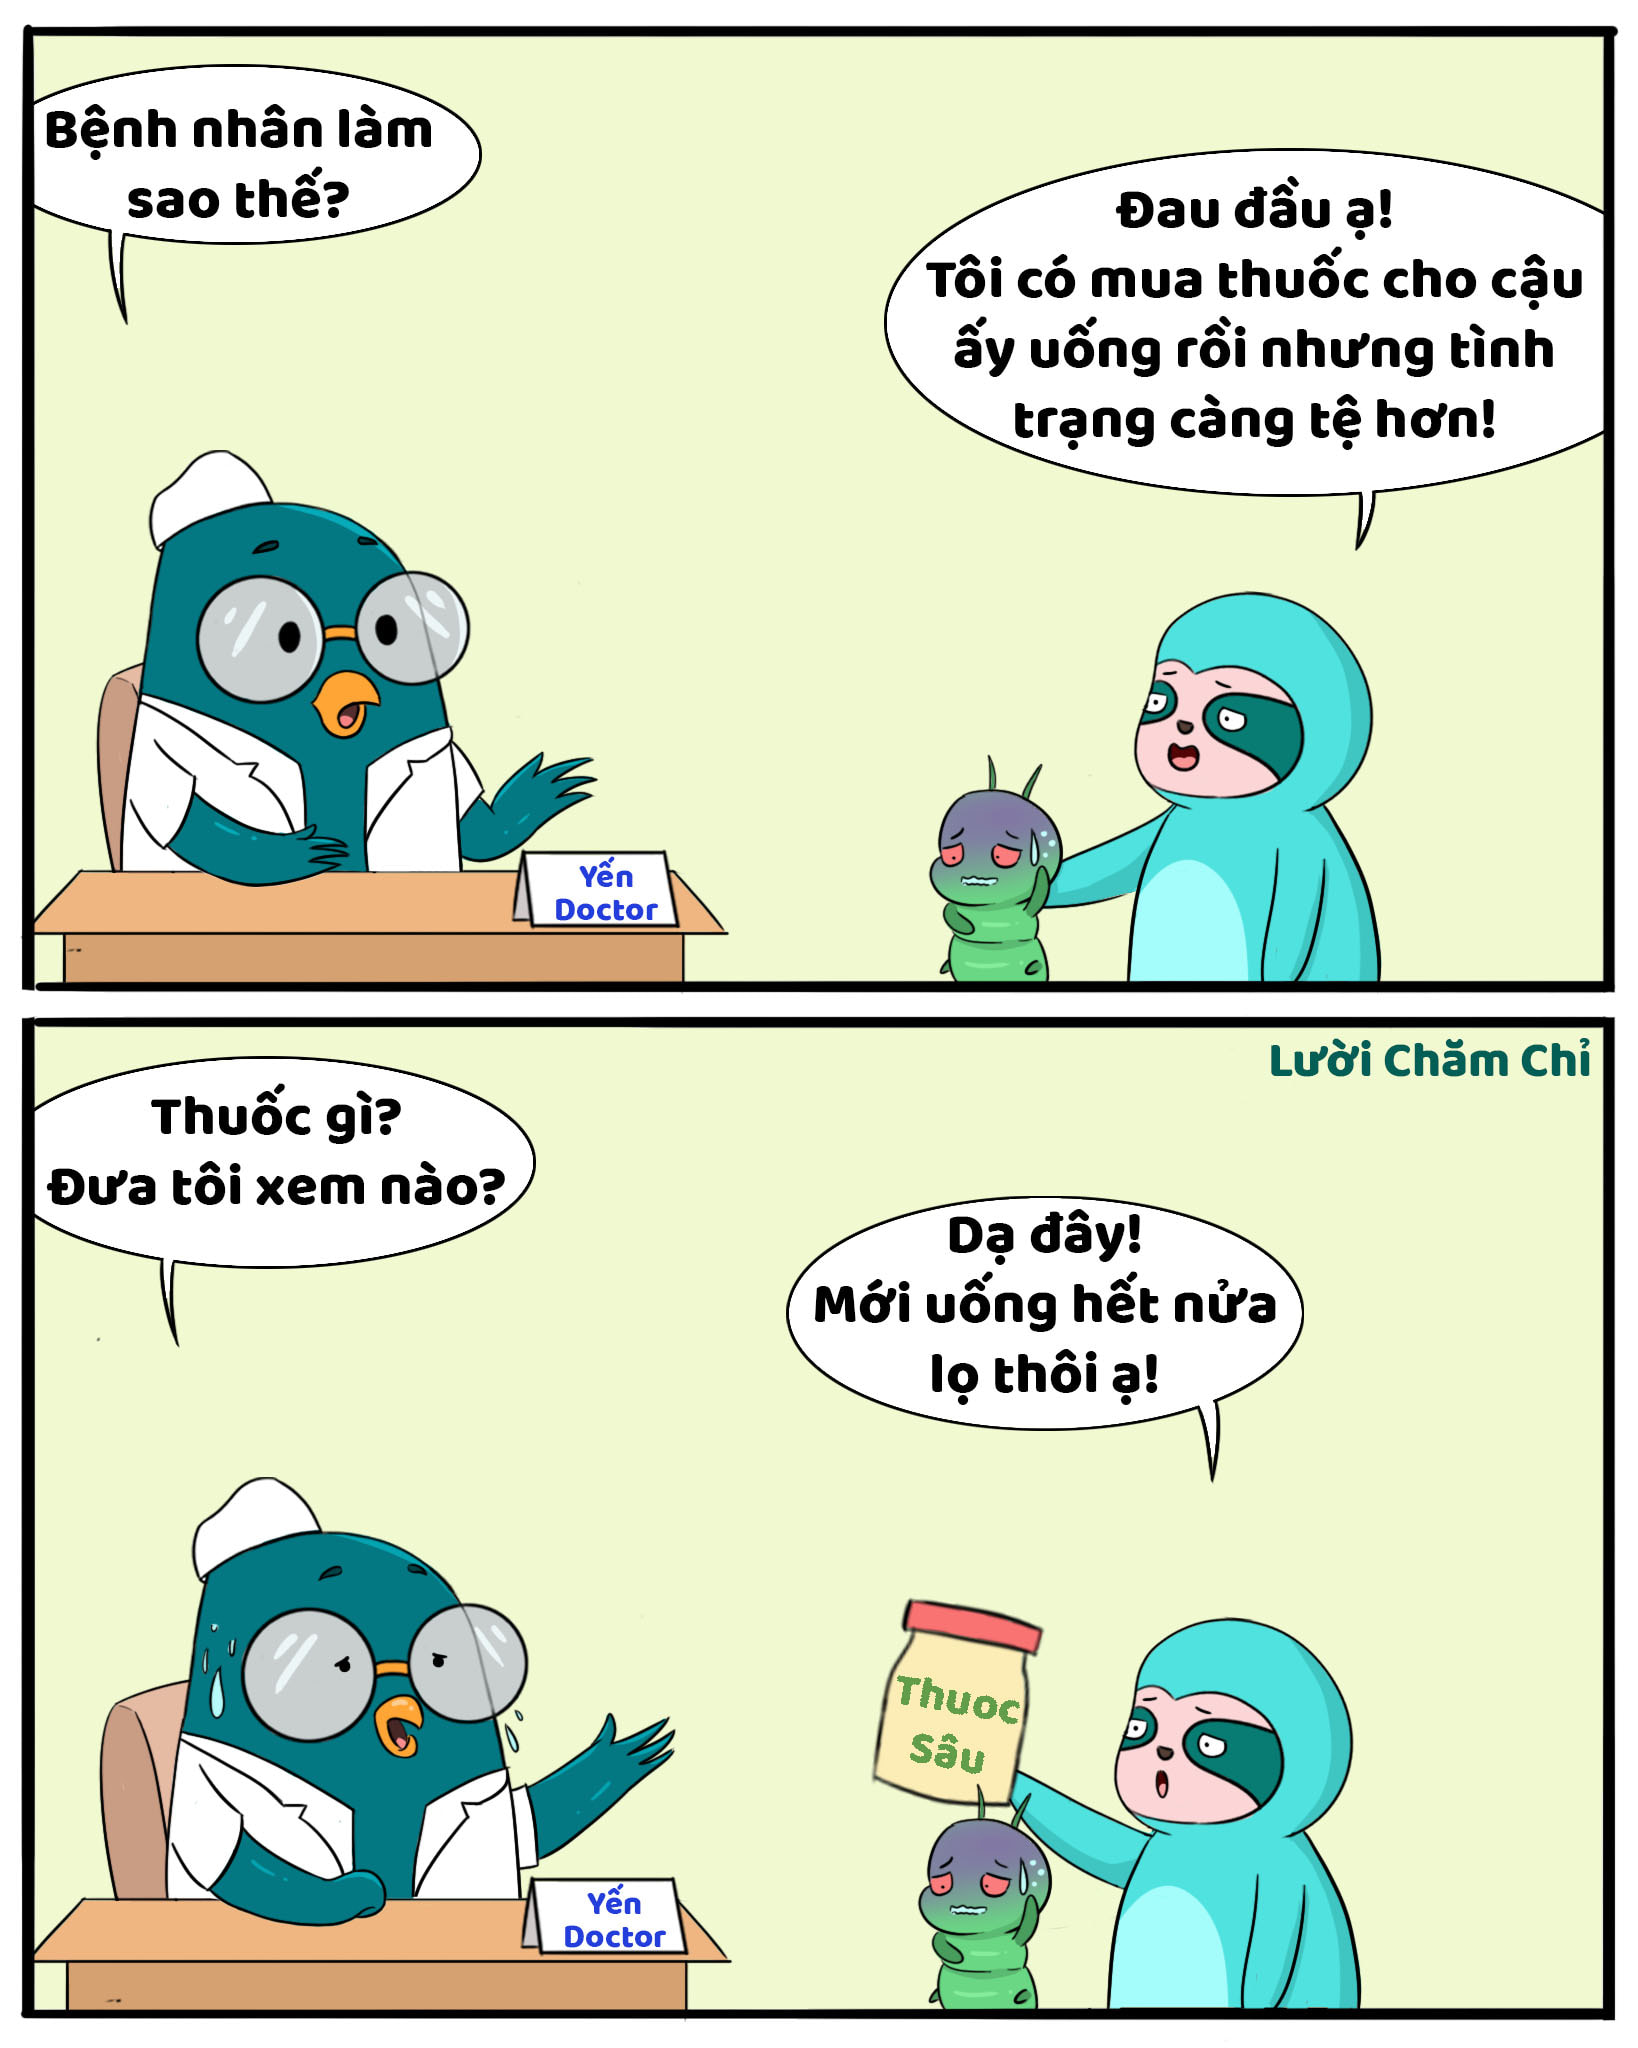 Bệnh nhân làm
sao thế?
Đau đầu ạ!
Tôi có mua thuốc cho cậu
ấy uống rồi nhưng tình
trạng càng tệ hơn!
Yến
Doctor
Lười Chăm Chỉ
Thuốc gì?
Đưa tôi xem nào?
Dạ đây!
Mới uống hết nửa
lọ thôi ạ!
Thuoc
Sâu
Yến
Doctor